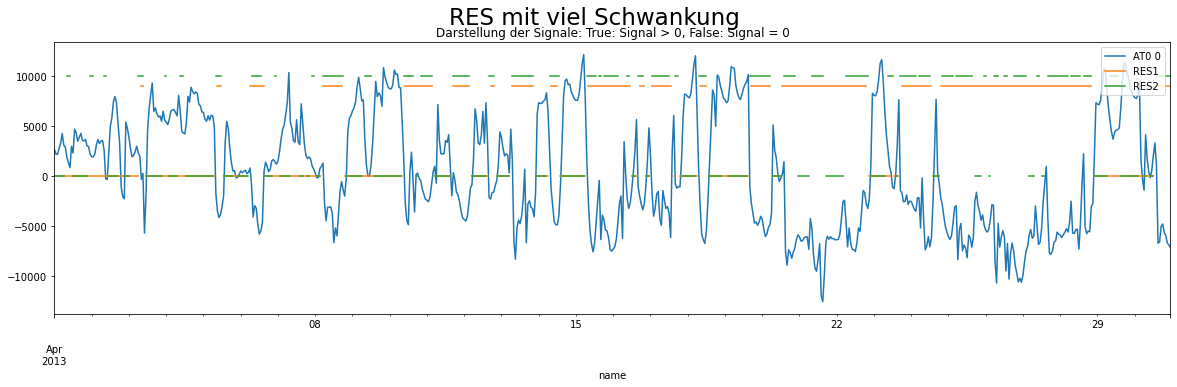 RES mit viel Schwankung
Darstellung der Signale: True: Signal > 0, False: Signal = 0
AT0 0
RES1
RES2
10000
5000
0
−5000
−10000
08
15
22
29
Apr
2013
name